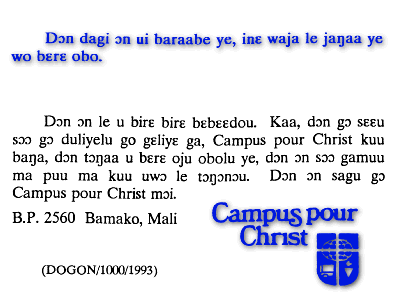 Dɔn dagi ɔn ui baraabe ye, inɛ waja le jaŋaa ye
wo bɛrɛ obo.
Dɔn ɔn le u birɛ birɛ bɛbɛɛdou. Kaa, dɔn gɔ sɛɛu
sɔɔ gɔ duliyelu go gɛliyɛ ga, Campus pour Christ kuu
baŋa, dɔn tɔŋaa u bɛrɛ oju obolu ye, dɔn ɔn sɔɔ gamuu
ma puu ma kuu uwɔ le tɔŋɔnɔu. Dɔn ɔn sagu gɔ
Campus pour Christ mɔi.
B.P. 2560 Bamako, Mali
Campus pour
Christ
(DOGON/1000/1993)